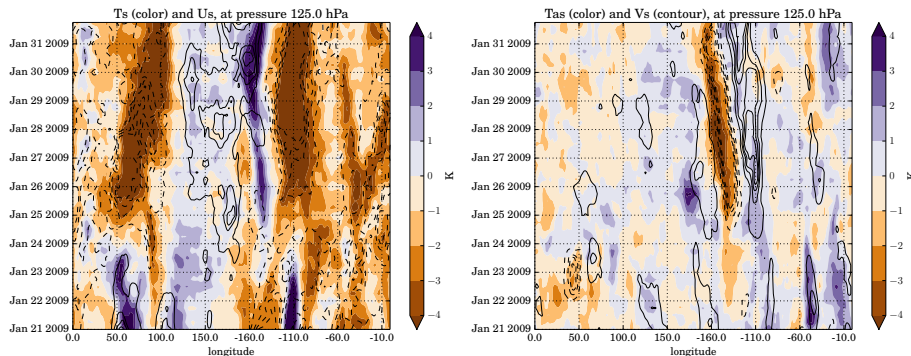 Ts (color) and Us, at pressure 125.0 hPa
Jan 31 2009
Jan 30 2009
Jan 29 2009
Jan 28 2009
Jan 27 2009
Jan 26 2009
Jan 25 2009
Jan 24 2009
Jan 23 2009
Jan 22 2009
Jan 21 2009
0.0 50.0 100.0 150.0 -160.0 -110.0 -60.0 -10.0
longitude
4
3
2
1
0
−1
−2
−3
−4
K
Tas (color) and Vs (contour), at pressure 125.0 hPa
Jan 31 2009
Jan 30 2009
Jan 29 2009
Jan 28 2009
Jan 27 2009
Jan 26 2009
Jan 25 2009
Jan 24 2009
Jan 23 2009
Jan 22 2009
Jan 21 2009
0.0 50.0 100.0 150.0 -160.0 -110.0 -60.0 -10.0
longitude
4
3
2
1
0
−1
−2
−3
−4
K